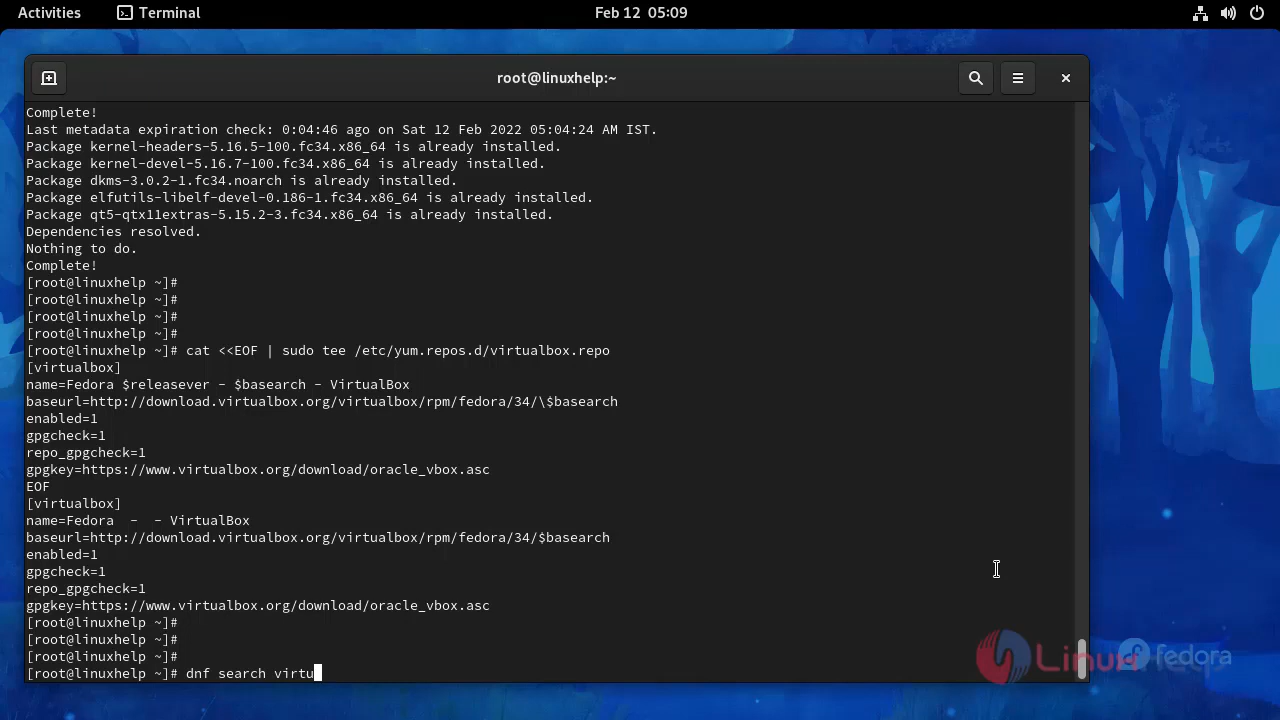 Activities Terminal Feb 12 05:09
root@linuxhelp:~
Complete!
Last metadata expiration check: 0:04:46 ago on Sat 12 Feb 2022 05:04:24 AM IST.
Package kernel-headers-5.16.5-100.fc34.x86_64 is already installed.
Package kernel-devel-5.16.7-100.fc34.x86_64 is already installed.
Package dkms-3.0.2-1.fc34.noarch is already installed.
Package elfutils-libelf-devel-0.186-1.fc34.x86_64 is already installed.
Package qt5-qtx11extras-5.15.2-3.fc34.x86_64 is already installed.
Dependencies resolved.
Nothing to do.
Complete!
[root@linuxhelp ~]#
[root@linuxhelp ~]#
[root@linuxhelp ~]#
[root@linuxhelp ~]#
[root@linuxhelp ~]# cat <<EOF | sudo tee /etc/yum.repos.d/virtualbox.repo
[virtualbox]
name=Fedora $releasever - $basearch - VirtualBox
baseurl=http://download.virtualbox.org/virtualbox/rpm/fedora/34/\$basearch
enabled=1
gpgcheck=1
repo_gpgcheck=1
gpgkey=https://www.virtualbox.org/download/oracle_vbox.asc
EOF
[virtualbox]
name=Fedora  -  - VirtualBox
baseurl=http://download.virtualbox.org/virtualbox/rpm/fedora/34/$basearch
enabled=1
gpgcheck=1
repo_gpgcheck=1
gpgkey=https://www.virtualbox.org/download/oracle_vbox.asc
[root@linuxhelp ~]#
[root@linuxhelp ~]#
[root@linuxhelp ~]#
[root@linuxhelp ~]# dnf search virtu
LinuxHelp
fedora